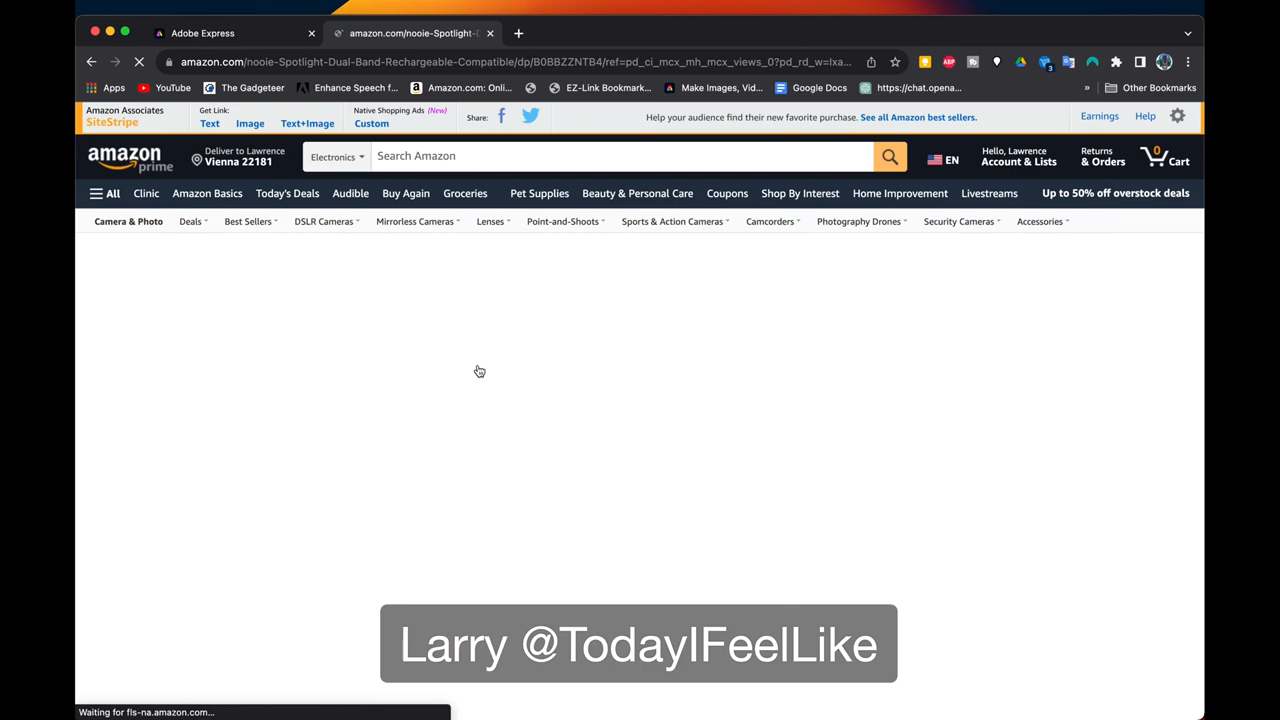 Adobe Express
amazon.com/nooie-Spotlight-D
amazon.com/nooie-Spotlight-Dual-Band-Rechargeable-Compatible/dp/B0BBZZNTB4/ref=pd_ci_mcx_mh_mcx_views_0?pd_rd_w=lxa...
Apps YouTube The Gadgeteer Enhance Speech f... Amazon.com: Onli... EZ-Link Bookmark... Make Images, Vid... Google Docs https://chat.opena... » Other Bookmarks
Amazon Associates
SiteStripe
Get Link:
Text Image Text+Image
Native Shopping Ads (New)
Custom
Share:
Help your audience find their new favorite purchase. See all Amazon best sellers.
Earnings Help
amazon prime
Deliver to Lawrence
Vienna 22181
Electronics
Search Amazon
EN
Hello, Lawrence
Account & Lists
Returns
& Orders
0
Cart
All Clinic Amazon Basics Today's Deals Audible Buy Again Groceries Pet Supplies Beauty & Personal Care Coupons Shop By Interest Home Improvement Livestreams Up to 50% off overstock deals
Camera & Photo Deals Best Sellers DSLR Cameras Mirrorless Cameras Lenses Point-and-Shoots Sports & Action Cameras Camcorders Photography Drones Security Cameras Accessories
Larry @TodayIFeelLike
Waiting for fls-na.amazon.com...